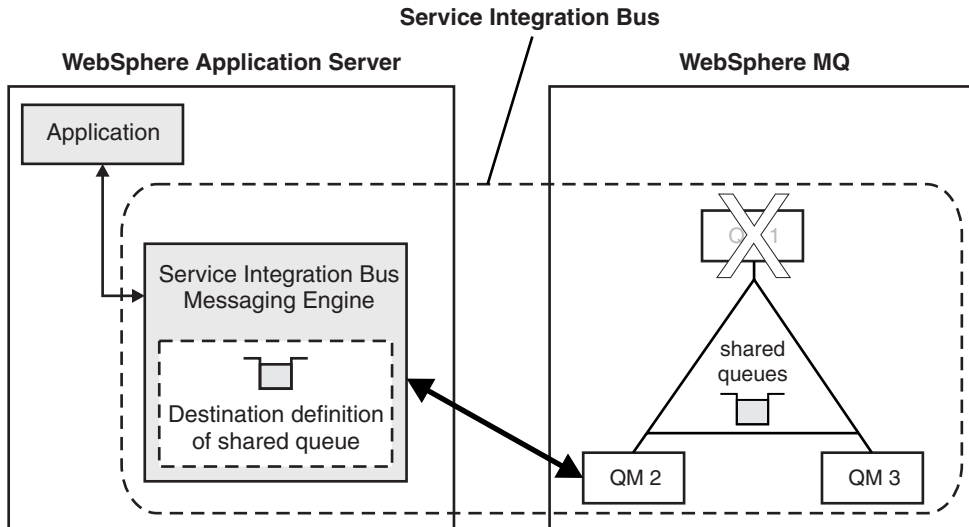 Service Integration Bus
WebSphere Application Server
WebSphere MQ
Application
Service Integration Bus
Messaging Engine
Destination definition
of shared queue
Q 1
shared
queues
QM 2
QM 3